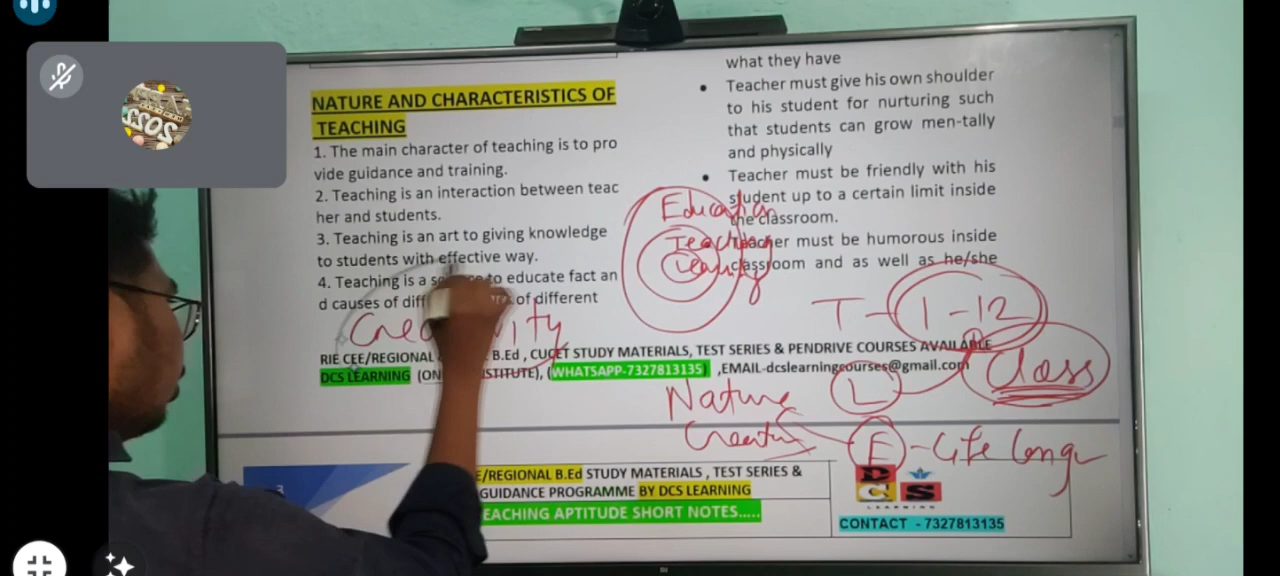 NATURE AND CHARACTERISTICS OF
TEACHING
1. The main character of teaching is to pro
vide guidance and training.
2. Teaching is an interaction between teac
her and students.
3. Teaching is an art to giving knowledge
to students with effective way.
4. Teaching is a to educate fact an
d causes of of different
what they have
• Teacher must give his own shoulder
to his student for nurturing such
that students can grow men-tally
and physically
• Teacher must be friendly with his
student up to a certain limit inside
the classroom.
Teacher must be humorous inside
classroom and as well as he/she
Education
Teaching
T - 1-12
L
Class
Nature
E - Life long
RIE CEE/REGIONAL B.Ed , CUCET STUDY MATERIALS, TEST SERIES & PENDRIVE COURSES AVAILABLE
DCS LEARNING (WHATSAPP-7327813135) ,EMAIL-dcslearningcourses@gmail.com
3
E/REGIONAL B.Ed STUDY MATERIALS , TEST SERIES &
GUIDANCE PROGRAMME BY DCS LEARNING
EACHING APTITUDE SHORT NOTES.....
D
C S
LEARNING
CONTACT - 7327813135